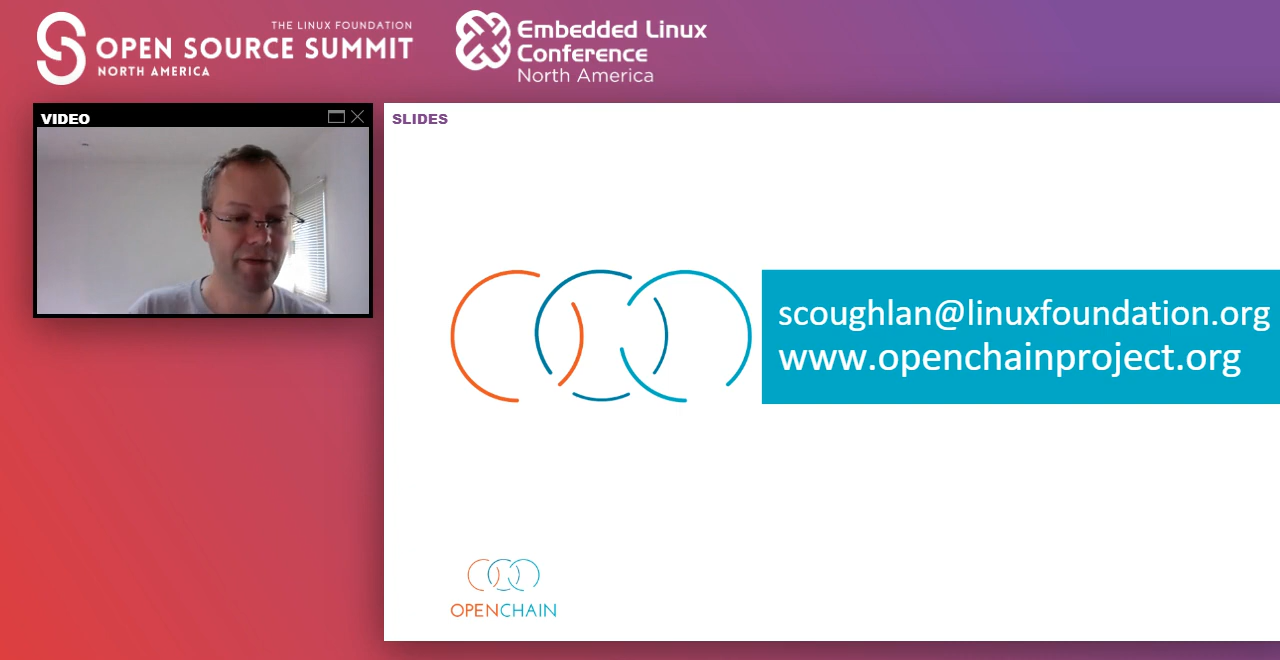 THE LINUX FOUNDATION
OPEN SOURCE SUMMIT
NORTH AMERICA
Embedded Linux
Conference
North America
VIDEO
SLIDES
scoughlan@linuxfoundation.org
www.openchainproject.org
OPENCHAIN